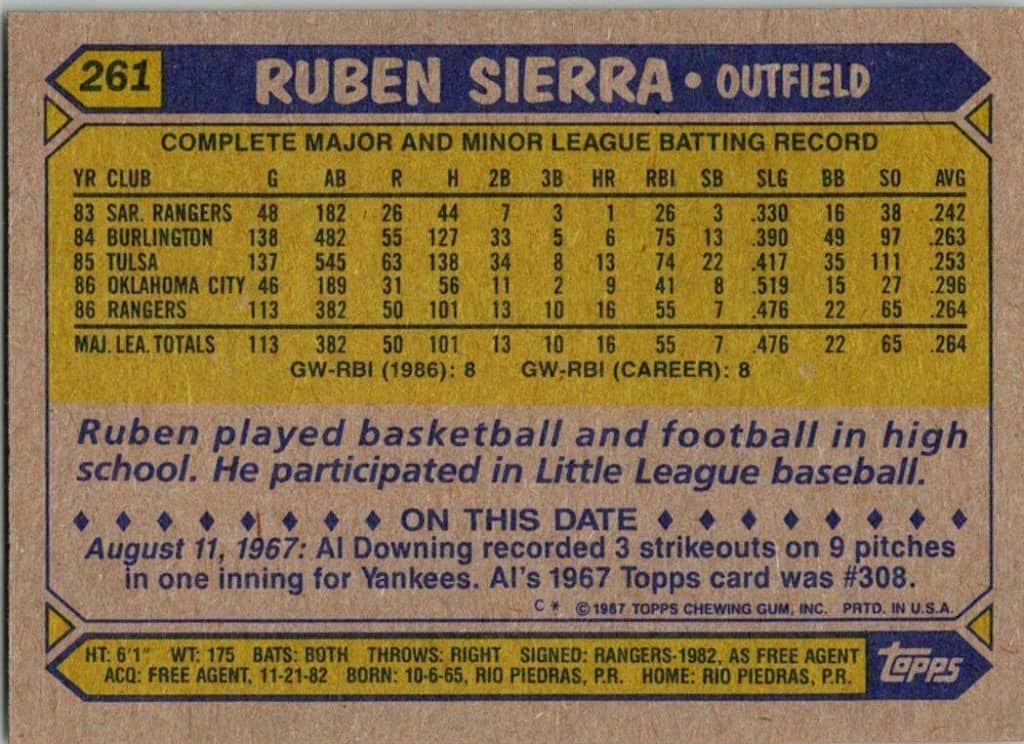 261 RUBEN SIERRA • OUTFIELD
COMPLETE MAJOR AND MINOR LEAGUE BATTING RECORD
YR CLUB G AB R H 2B 3B HR RBI SB SLG BB SO AVG
83 SAR. RANGERS 48 182 26 44 7 3 1 26 3 .330 16 38 .242
84 BURLINGTON 138 482 55 127 33 5 6 75 13 .390 49 97 .263
85 TULSA 137 545 63 138 34 8 13 74 22 .417 35 111 .253
86 OKLAHOMA CITY 46 189 31 56 11 2 9 41 8 .519 15 27 .296
86 RANGERS 113 382 50 101 13 10 16 55 7 .476 22 65 .264
MAJ. LEA. TOTALS 113 382 50 101 13 10 16 55 7 .476 22 65 .264
GW-RBI (1986): 8 GW-RBI (CAREER): 8
Ruben played basketball and football in high
school. He participated in Little League baseball.
ON THIS DATE
August 11, 1967: Al Downing recorded 3 strikeouts on 9 pitches
in one inning for Yankees. Al's 1967 Topps card was #308.
C* ©1987 TOPPS CHEWING GUM, INC. PRTD. IN U.S.A.
HT: 6'1" WT: 175 BATS: BOTH THROWS: RIGHT SIGNED: RANGERS-1982, AS FREE AGENT
ACQ: FREE AGENT, 11-21-82 BORN: 10-6-65, RIO PIEDRAS, P.R. HOME: RIO PIEDRAS, P.R.
topps